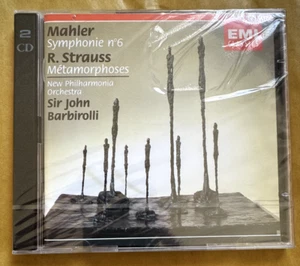 2
CD
Mahler
Symphonie n°6
R. Strauss
Métamorphoses
New Philharmonia
Orchestra
Sir John
Barbirolli
EMI